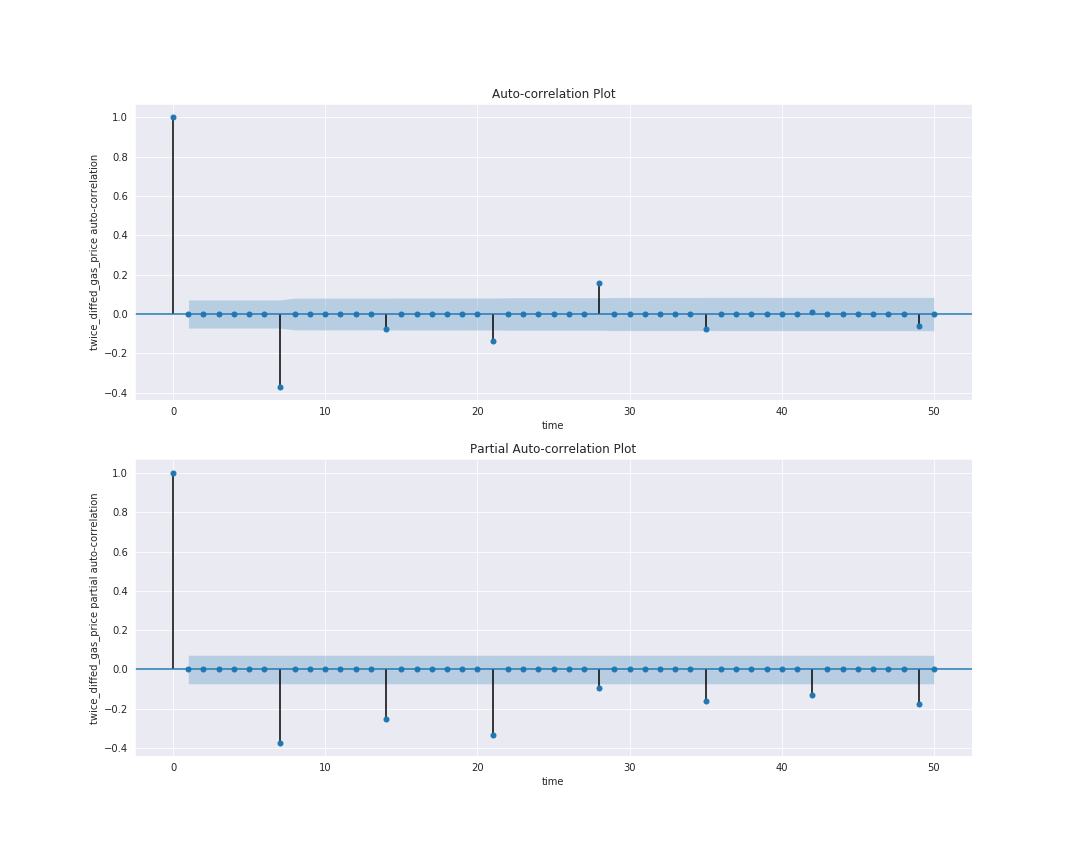 Auto-correlation Plot
twice_diffed_gas_price auto-correlation
1.0
0.8
0.6
0.4
0.2
0.0
−0.2
−0.4
0 10 20 30 40 50
time
Partial Auto-correlation Plot
twice_diffed_gas_price partial auto-correlation
1.0
0.8
0.6
0.4
0.2
0.0
−0.2
−0.4
0 10 20 30 40 50
time